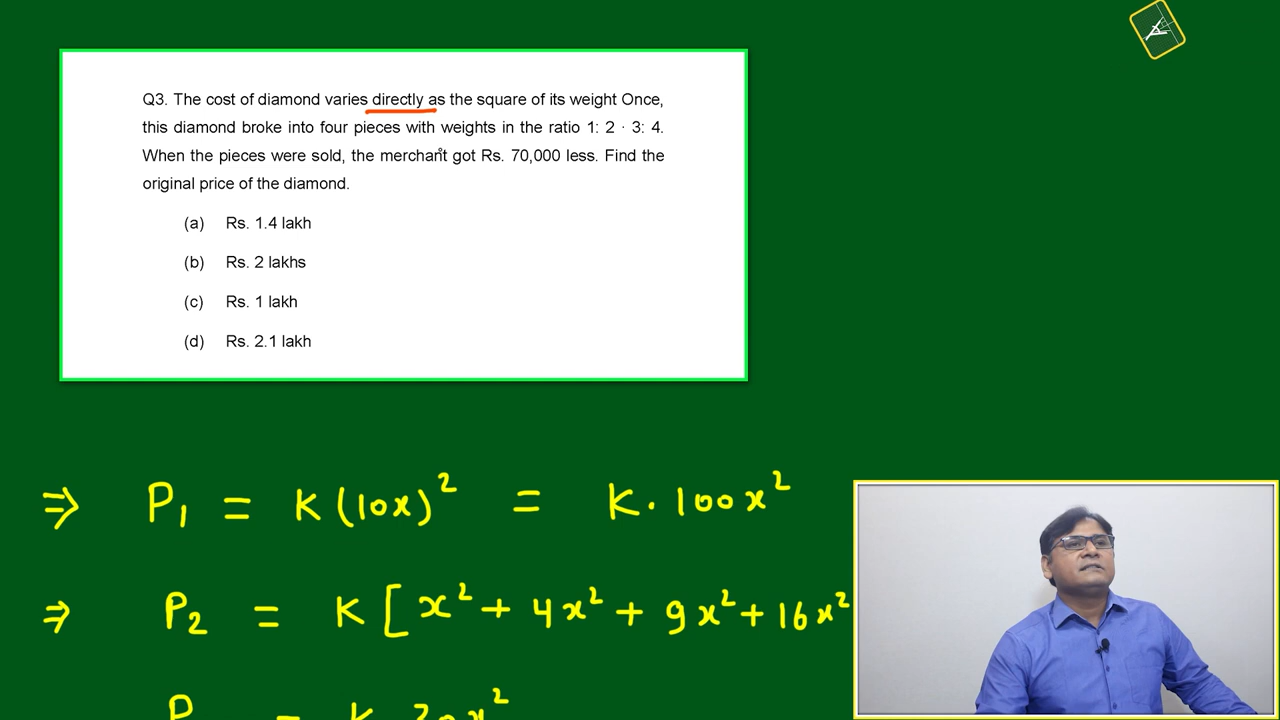 Q3. The cost of diamond varies directly as the square of its weight Once,
this diamond broke into four pieces with weights in the ratio 1: 2 · 3: 4.
When the pieces were sold, the merchant got Rs. 70,000 less. Find the
original price of the diamond.
(a) Rs. 1.4 lakh
(b) Rs. 2 lakhs
(c) Rs. 1 lakh
(d) Rs. 2.1 lakh
⇒ P₁ = K(10x)² = K·100x²
⇒ P₂ = K[x² + 4x² + 9x² + 16x²